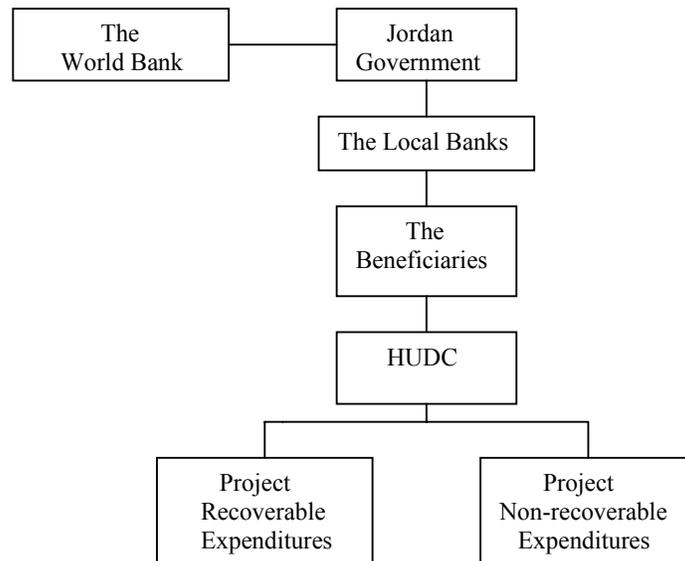 The
World Bank
Jordan
Government
The Local Banks
The
Beneficiaries
HUDC
Project
Recoverable
Expenditures
Project
Non-recoverable
Expenditures